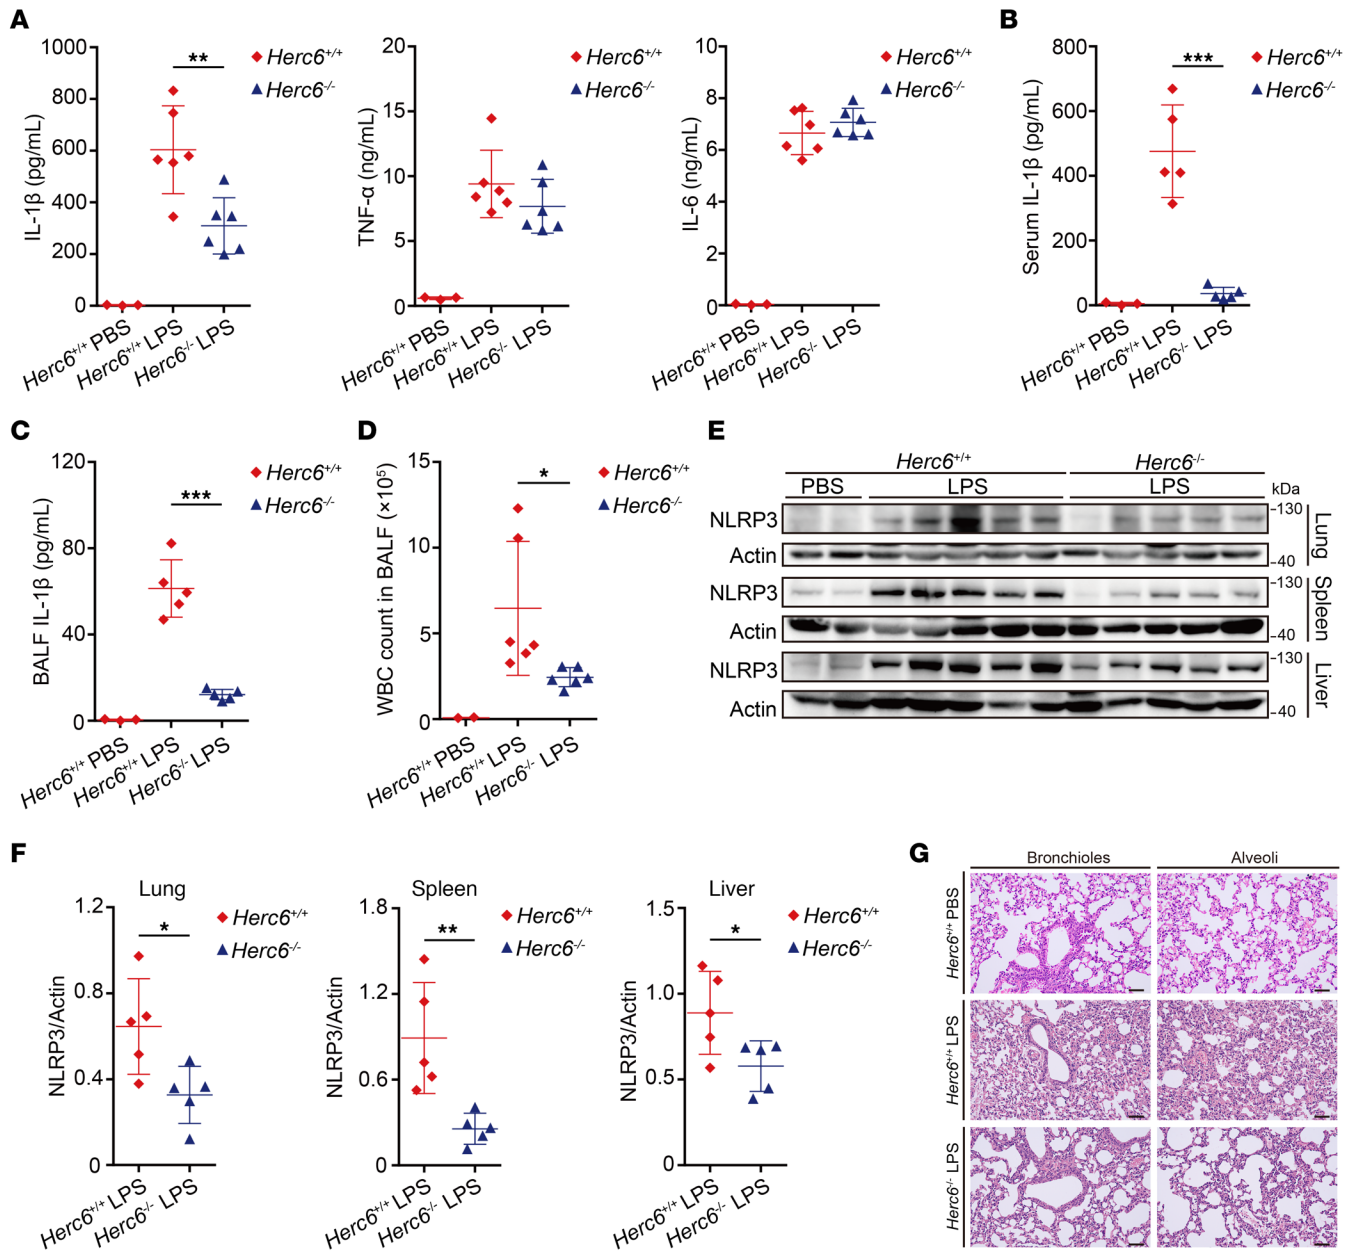 A
IL-1β (pg/mL)
1000
800
600
400
200
0
**
Herc6+/+
Herc6-/-
Herc6+/+ PBS
Herc6+/+ LPS
Herc6-/- LPS
TNF-α (ng/mL)
20
15
10
5
0
Herc6+/+
Herc6-/-
Herc6+/+ PBS
Herc6+/+ LPS
Herc6-/- LPS
IL-6 (ng/mL)
10
8
6
4
2
0
Herc6+/+
Herc6-/-
Herc6+/+ PBS
Herc6+/+ LPS
Herc6-/- LPS
B
Serum IL-1β (pg/mL)
800
600
400
200
0
***
Herc6+/+
Herc6-/-
Herc6+/+ PBS
Herc6+/+ LPS
Herc6-/- LPS
C
BALF IL-1β (pg/mL)
120
80
40
0
***
Herc6+/+
Herc6-/-
Herc6+/+ PBS
Herc6+/+ LPS
Herc6-/- LPS
D
WBC count in BALF (×10⁵)
15
10
5
0
*
Herc6+/+
Herc6-/-
Herc6+/+ PBS
Herc6+/+ LPS
Herc6-/- LPS
E
Herc6+/+ Herc6-/-
PBS LPS LPS kDa
NLRP3 -130
Actin -40
Lung
NLRP3 -130
Actin -40
Spleen
NLRP3 -130
Actin -40
Liver
F
Lung
NLRP3/Actin
1.2
0.8
0.4
0
*
Herc6+/+
Herc6-/-
Herc6+/+ LPS
Herc6-/- LPS
Spleen
NLRP3/Actin
1.8
1.2
0.6
0
**
Herc6+/+
Herc6-/-
Herc6+/+ LPS
Herc6-/- LPS
Liver
NLRP3/Actin
1.5
1.0
0.5
0
*
Herc6+/+
Herc6-/-
Herc6+/+ LPS
Herc6-/- LPS
G
Bronchioles Alveoli
Herc6+/+ PBS
Herc6+/+ LPS
Herc6-/- LPS